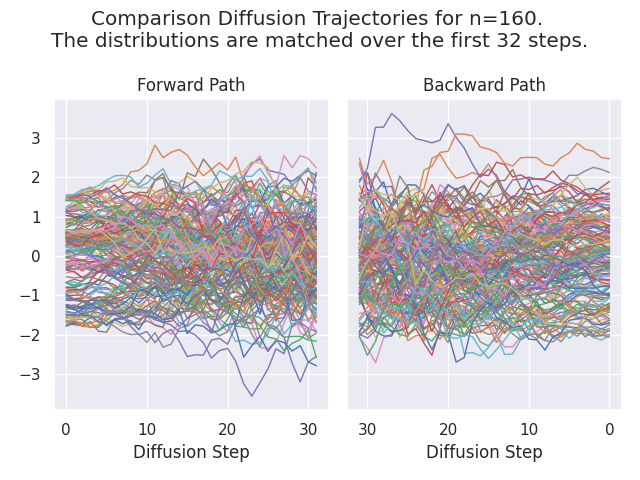 Comparison Diffusion Trajectories for n=160.
The distributions are matched over the first 32 steps.
Forward Path
Backward Path
3
2
1
0
−1
−2
−3
0 10 20 30
30 20 10 0
Diffusion Step
Diffusion Step